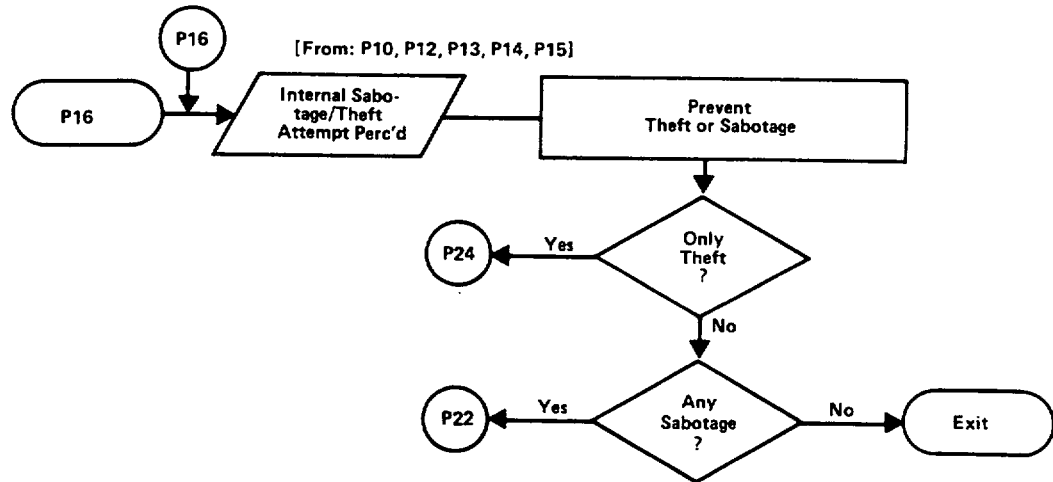 P16
[From: P10, P12, P13, P14, P15]
P16
Internal Sabo-
tage/Theft
Attempt Perc'd
Prevent
Theft or Sabotage
Only
Theft
?
Yes
P24
No
Any
Sabotage
?
Yes
P22
No
Exit